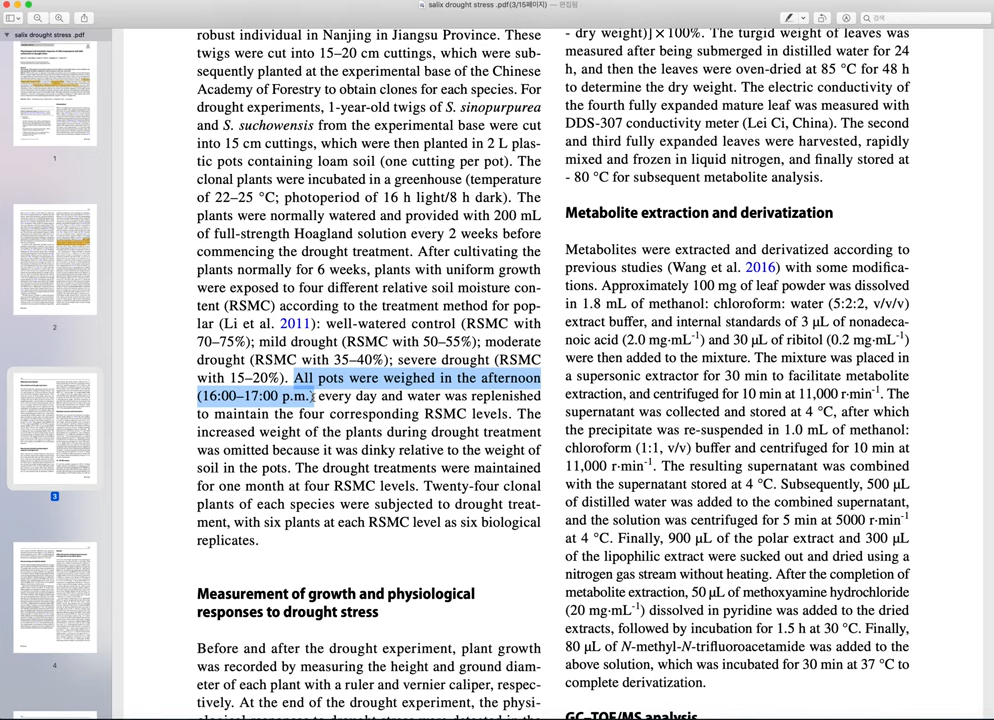 salix drought stress .pdf(3/15페이지) — 편집됨
검색
salix drought stress .pdf
1
2
3
4
robust individual in Nanjing in Jiangsu Province. These
twigs were cut into 15–20 cm cuttings, which were sub-
sequently planted at the experimental base of the Chinese
Academy of Forestry to obtain clones for each species. For
drought experiments, 1-year-old twigs of S. sinopurpurea
and S. suchowensis from the experimental base were cut
into 15 cm cuttings, which were then planted in 2 L plas-
tic pots containing loam soil (one cutting per pot). The
clonal plants were incubated in a greenhouse (temperature
of 22–25 °C; photoperiod of 16 h light/8 h dark). The
plants were normally watered and provided with 200 mL
of full-strength Hoagland solution every 2 weeks before
commencing the drought treatment. After cultivating the
plants normally for 6 weeks, plants with uniform growth
were exposed to four different relative soil moisture con-
tent (RSMC) according to the treatment method for pop-
lar (Li et al. 2011): well-watered control (RSMC with
70–75%); mild drought (RSMC with 50–55%); moderate
drought (RSMC with 35–40%); severe drought (RSMC
with 15–20%). All pots were weighed in the afternoon
(16:00–17:00 p.m.) every day and water was replenished
to maintain the four corresponding RSMC levels. The
increased weight of the plants during drought treatment
was omitted because it was dinky relative to the weight of
soil in the pots. The drought treatments were maintained
for one month at four RSMC levels. Twenty-four clonal
plants of each species were subjected to drought treat-
ment, with six plants at each RSMC level as six biological
replicates.
Measurement of growth and physiological
responses to drought stress
Before and after the drought experiment, plant growth
was recorded by measuring the height and ground diam-
eter of each plant with a ruler and vernier caliper, respec-
tively. At the end of the drought experiment, the physi-
ological responses to drought stress were detected in the
- dry weight)] × 100%. The turgid weight of leaves was
measured after being submerged in distilled water for 24
h, and then the leaves were oven-dried at 85 °C for 48 h
to determine the dry weight. The electric conductivity of
the fourth fully expanded mature leaf was measured with
DDS-307 conductivity meter (Lei Ci, China). The second
and third fully expanded leaves were harvested, rapidly
mixed and frozen in liquid nitrogen, and finally stored at
- 80 °C for subsequent metabolite analysis.
Metabolite extraction and derivatization
Metabolites were extracted and derivatized according to
previous studies (Wang et al. 2016) with some modifica-
tions. Approximately 100 mg of leaf powder was dissolved
in 1.8 mL of methanol: chloroform: water (5:2:2, v/v/v)
extract buffer, and internal standards of 3 μL of nonadeca-
noic acid (2.0 mg·mL⁻¹) and 30 μL of ribitol (0.2 mg·mL⁻¹)
were then added to the mixture. The mixture was placed in
a supersonic extractor for 30 min to facilitate metabolite
extraction, and centrifuged for 10 min at 11,000 r·min⁻¹. The
supernatant was collected and stored at 4 °C, after which
the precipitate was re-suspended in 1.0 mL of methanol:
chloroform (1:1, v/v) buffer and centrifuged for 10 min at
11,000 r·min⁻¹. The resulting supernatant was combined
with the supernatant stored at 4 °C. Subsequently, 500 μL
of distilled water was added to the combined supernatant,
and the solution was centrifuged for 5 min at 5000 r·min⁻¹
at 4 °C. Finally, 900 μL of the polar extract and 300 μL
of the lipophilic extract were sucked out and dried using a
nitrogen gas stream without heating. After the completion of
metabolite extraction, 50 μL of methoxyamine hydrochloride
(20 mg·mL⁻¹) dissolved in pyridine was added to the dried
extracts, followed by incubation for 1.5 h at 30 °C. Finally,
80 μL of N-methyl-N-trifluoroacetamide was added to the
above solution, which was incubated for 30 min at 37 °C to
complete derivatization.
GC–TOF/MS analysis